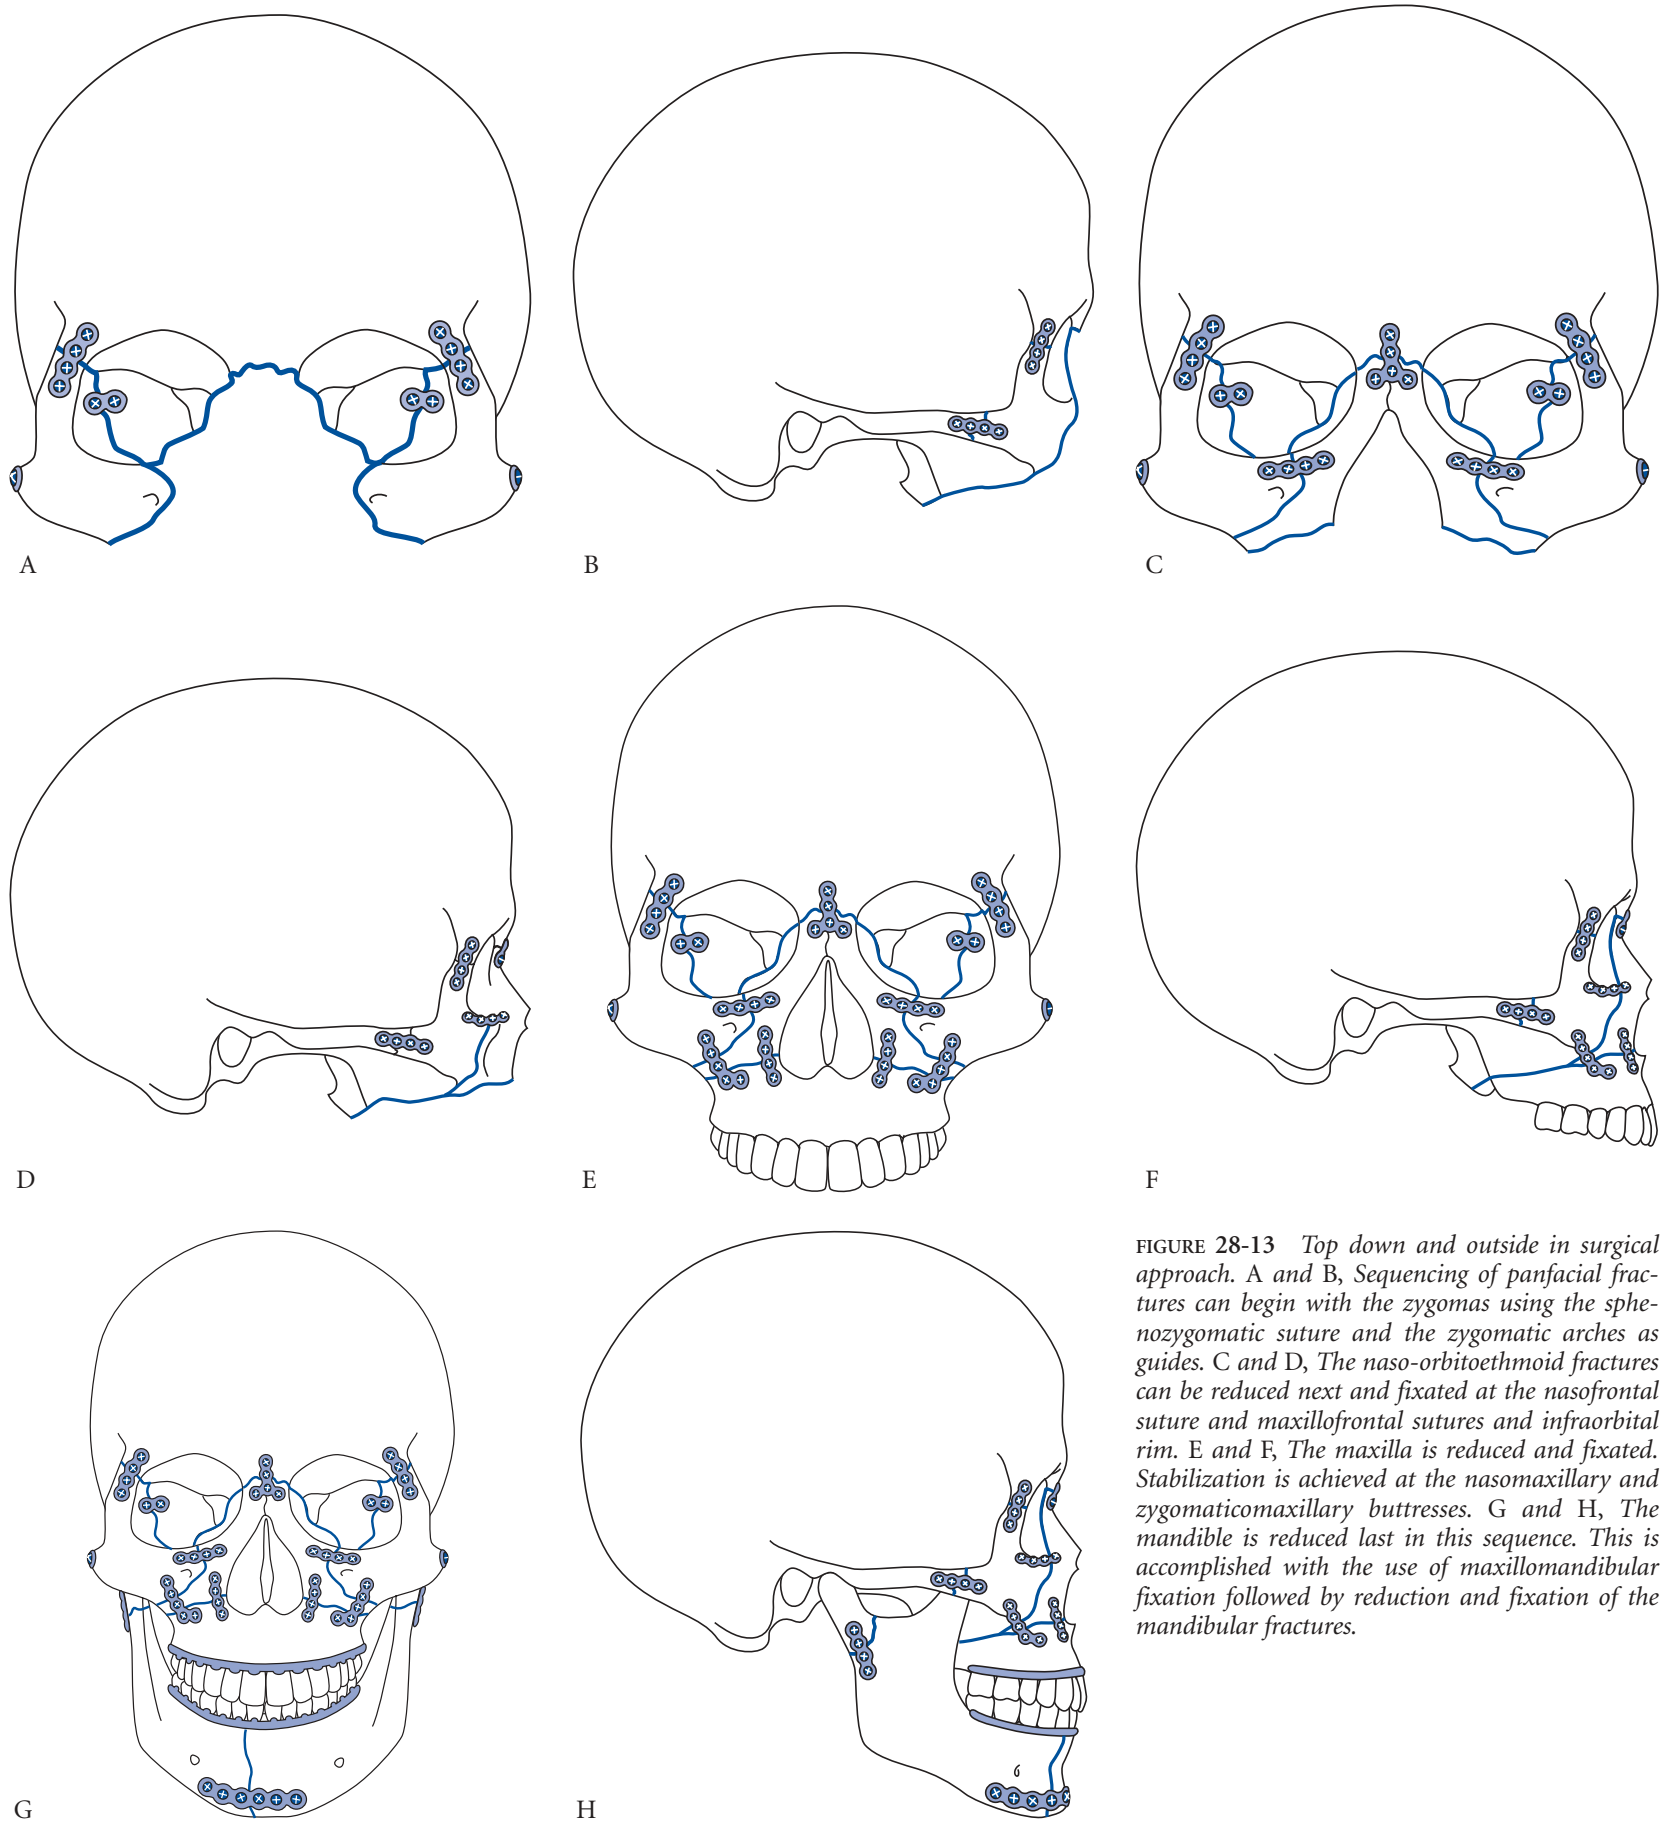 A
B
C
D
E
F
G
H
FIGURE 28-13 Top down and outside in surgical
approach. A and B, Sequencing of panfacial frac-
tures can begin with the zygomas using the sphe-
nozygomatic suture and the zygomatic arches as
guides. C and D, The naso-orbitoethmoid fractures
can be reduced next and fixated at the nasofrontal
suture and maxillofrontal sutures and infraorbital
rim. E and F, The maxilla is reduced and fixated.
Stabilization is achieved at the nasomaxillary and
zygomaticomaxillary buttresses. G and H, The
mandible is reduced last in this sequence. This is
accomplished with the use of maxillomandibular
fixation followed by reduction and fixation of the
mandibular fractures.